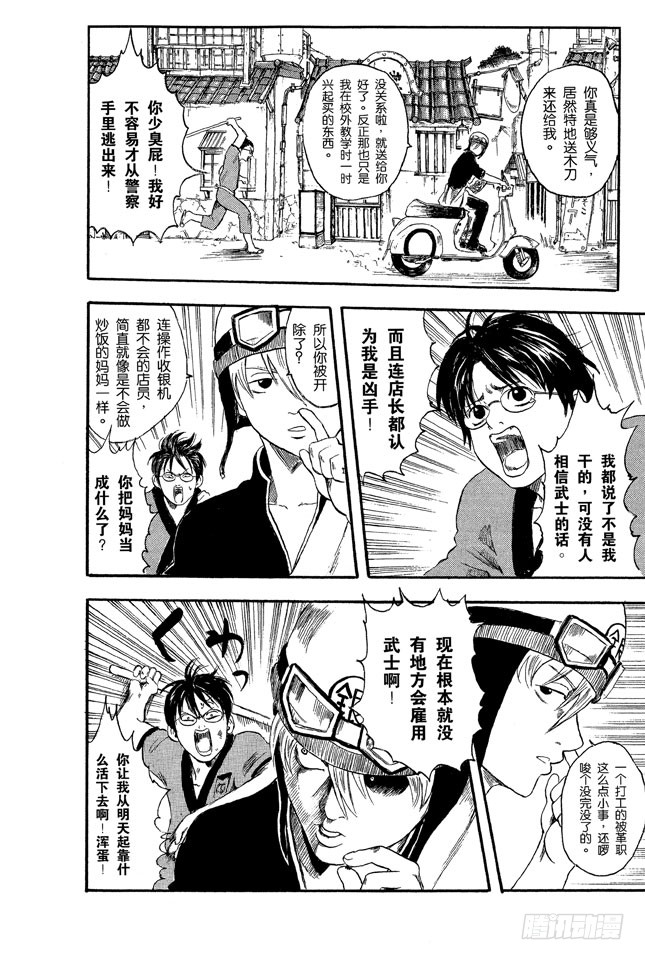 你真是够义气，
居然特地送木刀
来还给我。
没关系啦，就送给你
好了。反正那也只是
我在校外教学时一时
兴起买的东西。
你少臭屁！我好
不容易才从警察
手里逃出来！
我都说了不是我
干的，可没有人
相信武士的话。
而且连店长都认
为我是凶手！
所以你被开
除了？
连操作收银机
都不会的店员，
简直就像是不会做
炒饭的妈妈一样。
你把妈妈当
成什么了？
一个打工的被革职
这么点小事，还啰
唆个没完没了的。
现在根本就没
有地方会雇用
武士啊！
くわっ
你让我从明天起靠什
么活下去啊！浑蛋！
腾讯动漫